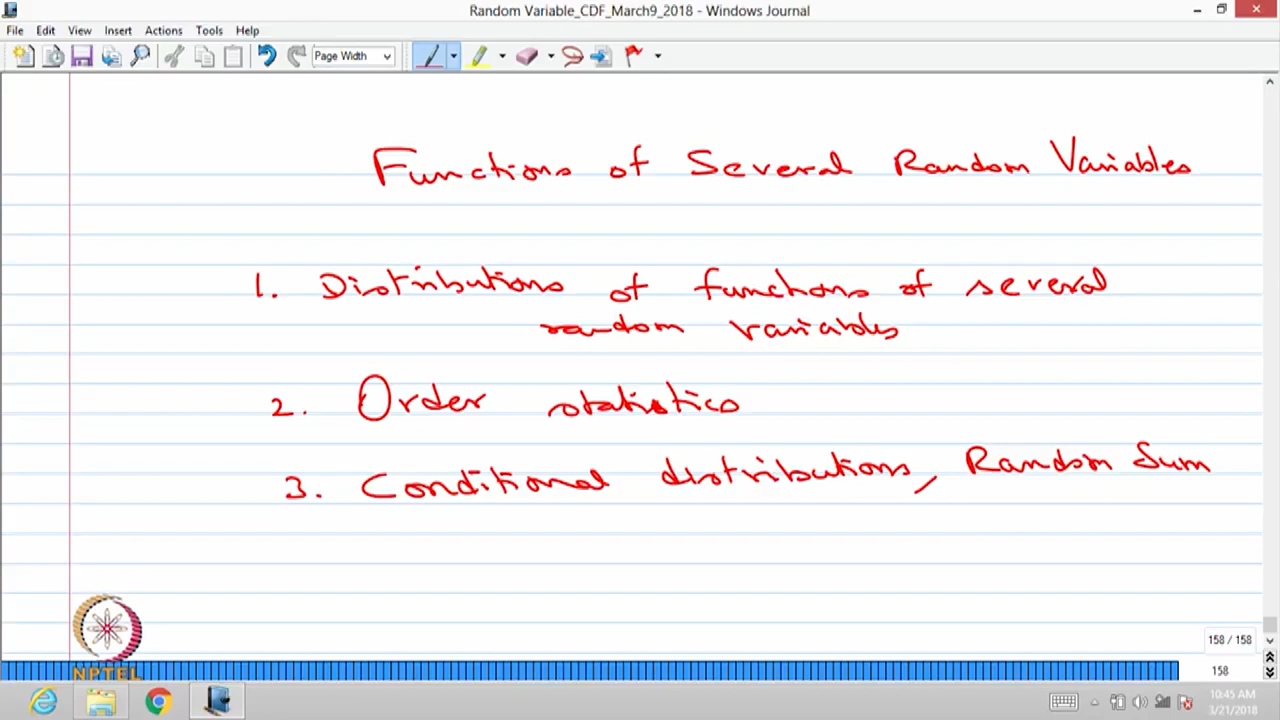 Random Variable_CDF_March9_2018 - Windows Journal
File Edit View Insert Actions Tools Help
Page Width
Functions of Several Random Variables
1. Distributions of functions of several
random variables
2. Order statistics
3. Conditional distributions, Random Sum
158 / 158
NPTEL
158
10:45 AM
3/21/2018